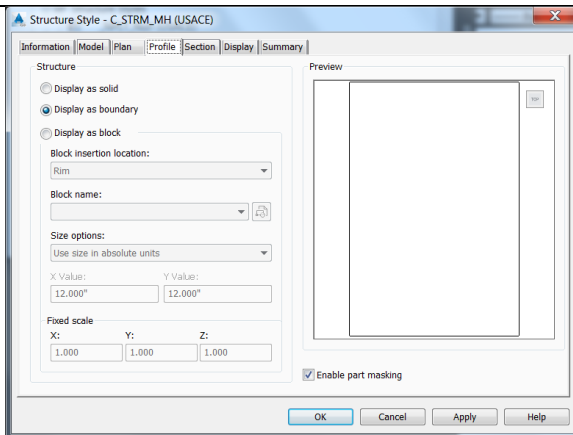 Structure Style - C_STRM_MH (USACE)
Information Model Plan Profile Section Display Summary
Structure
Display as solid
Display as boundary
Display as block
Block insertion location:
Rim
Block name:
Size options:
Use size in absolute units
X Value: Y Value:
12.000" 12.000"
Fixed scale
X: Y: Z:
1.000 1.000 1.000
Preview
TOP
Enable part masking
OK Cancel Apply Help